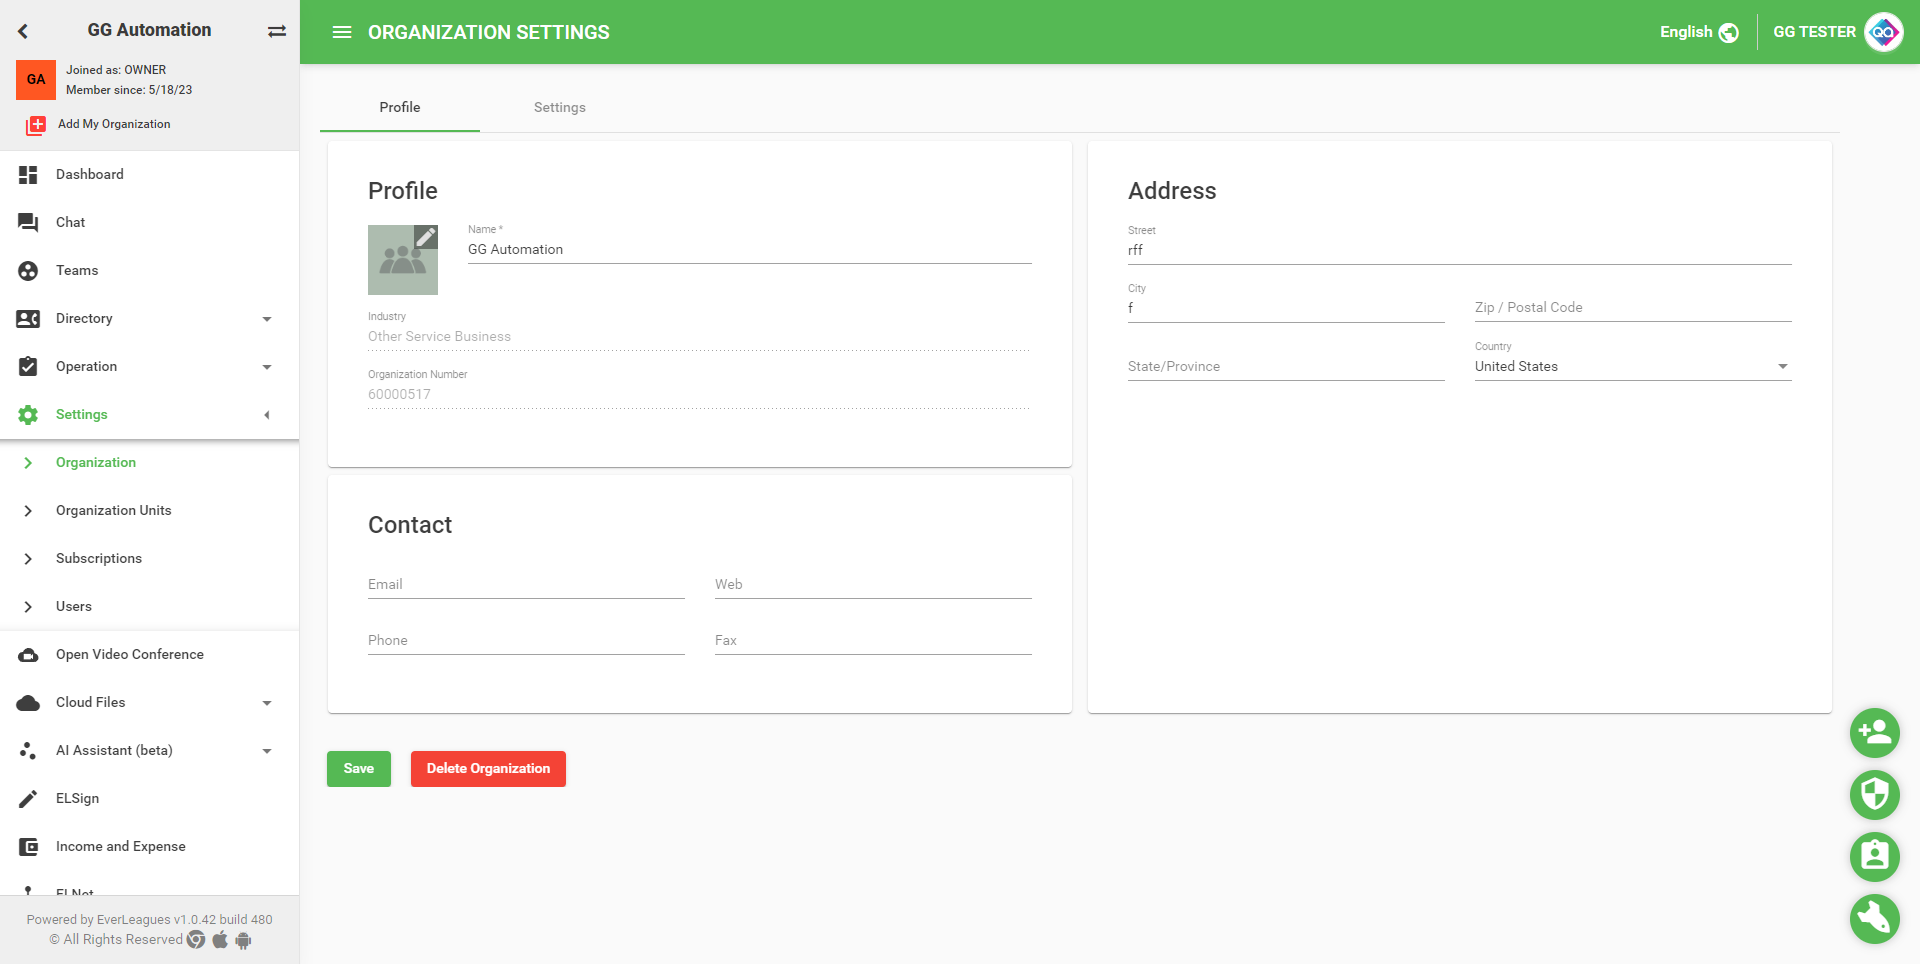 GG Automation
GA
Joined as: OWNER
Member since: 5/18/23
Add My Organization
Dashboard
Chat
Teams
Directory
Operation
Settings
Organization
Organization Units
Subscriptions
Users
Open Video Conference
Cloud Files
AI Assistant (beta)
ELSign
Income and Expense
ELNet
Powered by EverLeagues v1.0.42 build 480
© All Rights Reserved
ORGANIZATION SETTINGS
English
GG TESTER
QA
Profile
Settings
Profile
Name *
GG Automation
Industry
Other Service Business
Organization Number
60000517
Contact
Email
Web
Phone
Fax
Address
Street
rff
City
f
Zip / Postal Code
State/Province
Country
United States
Save
Delete Organization